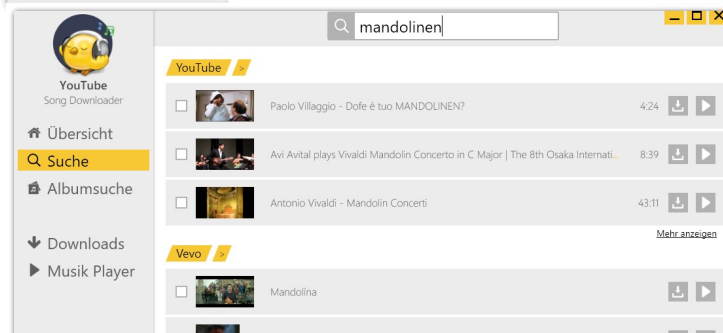 mandolinen
YouTube
Song Downloader
Übersicht
Suche
Albumsuche
Downloads
Musik Player
YouTube >
Paolo Villaggio - Dofe è tuo MANDOLINEN? 4:24
Avi Avital plays Vivaldi Mandolin Concerto in C Major | The 8th Osaka Internati... 8:39
Antonio Vivaldi - Mandolin Concerti 43:11
Mehr anzeigen
Vevo >
Mandolína